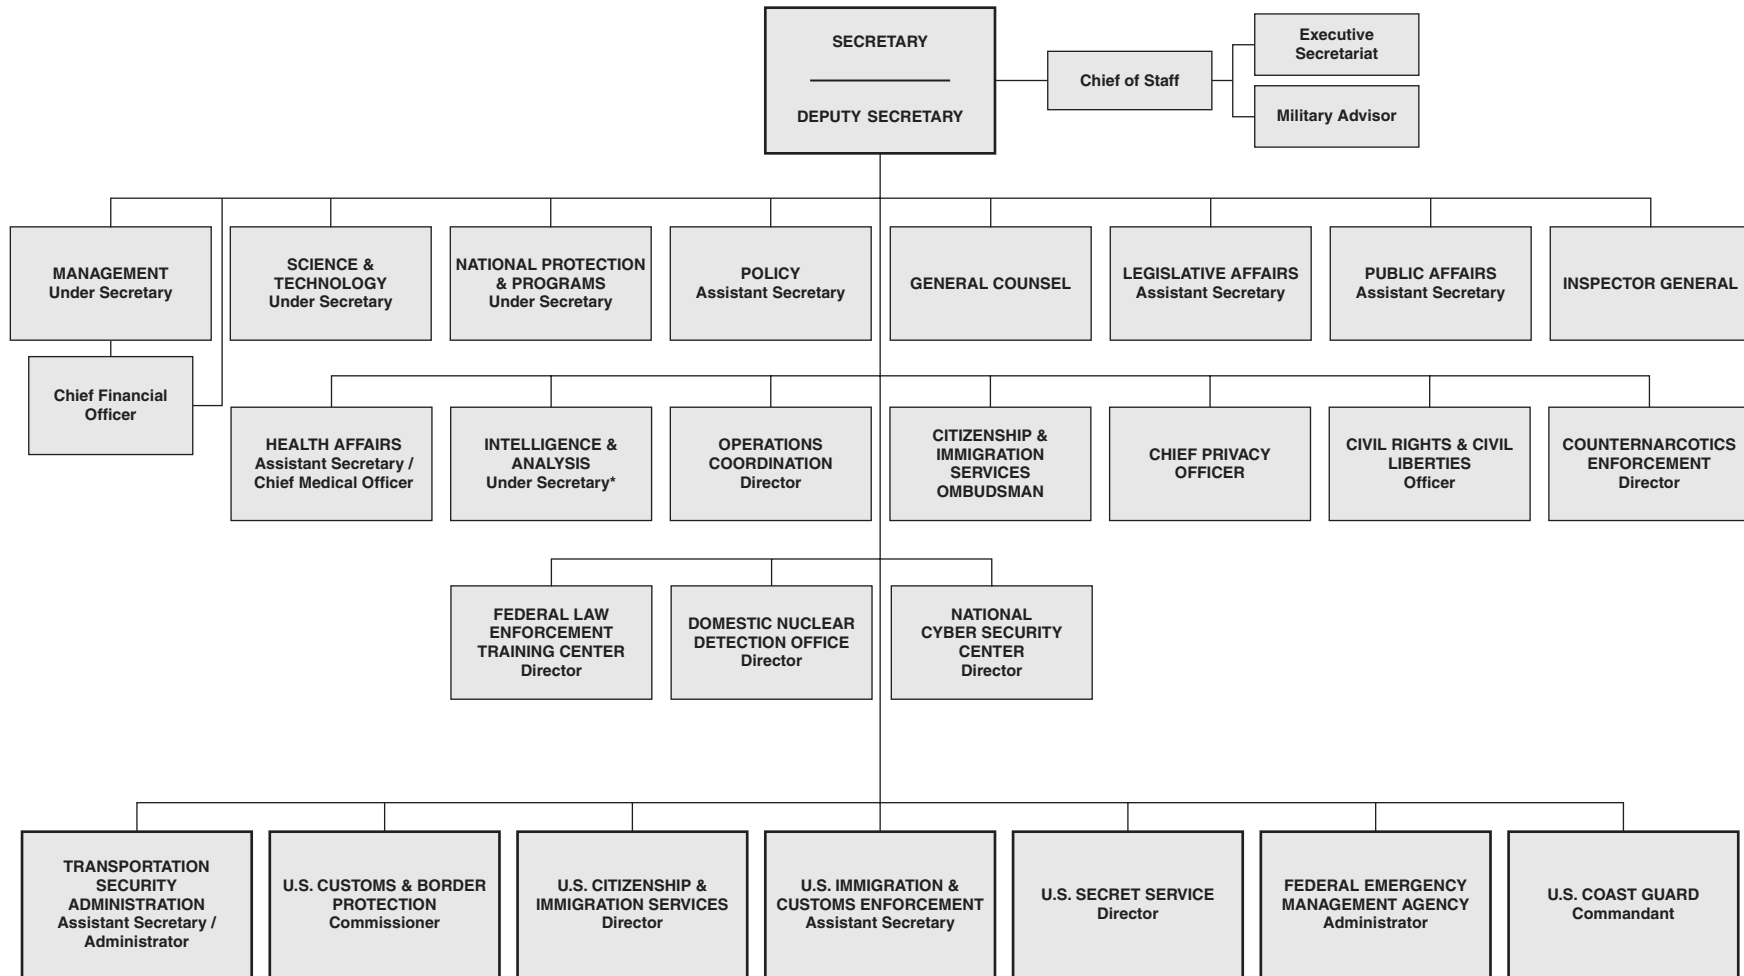 SECRETARY
DEPUTY SECRETARY
Chief of Staff
Executive
Secretariat
Military Advisor
MANAGEMENT
Under Secretary
SCIENCE &
TECHNOLOGY
Under Secretary
NATIONAL PROTECTION
& PROGRAMS
Under Secretary
POLICY
Assistant Secretary
GENERAL COUNSEL
LEGISLATIVE AFFAIRS
Assistant Secretary
PUBLIC AFFAIRS
Assistant Secretary
INSPECTOR GENERAL
Chief Financial
Officer
HEALTH AFFAIRS
Assistant Secretary /
Chief Medical Officer
INTELLIGENCE &
ANALYSIS
Under Secretary*
OPERATIONS
COORDINATION
Director
CITIZENSHIP &
IMMIGRATION
SERVICES
OMBUDSMAN
CHIEF PRIVACY
OFFICER
CIVIL RIGHTS & CIVIL
LIBERTIES
Officer
COUNTERNARCOTICS
ENFORCEMENT
Director
FEDERAL LAW
ENFORCEMENT
TRAINING CENTER
Director
DOMESTIC NUCLEAR
DETECTION OFFICE
Director
NATIONAL
CYBER SECURITY
CENTER
Director
TRANSPORTATION
SECURITY
ADMINISTRATION
Assistant Secretary /
Administrator
U.S. CUSTOMS & BORDER
PROTECTION
Commissioner
U.S. CITIZENSHIP &
IMMIGRATION SERVICES
Director
U.S. IMMIGRATION &
CUSTOMS ENFORCEMENT
Assistant Secretary
U.S. SECRET SERVICE
Director
FEDERAL EMERGENCY
MANAGEMENT AGENCY
Administrator
U.S. COAST GUARD
Commandant